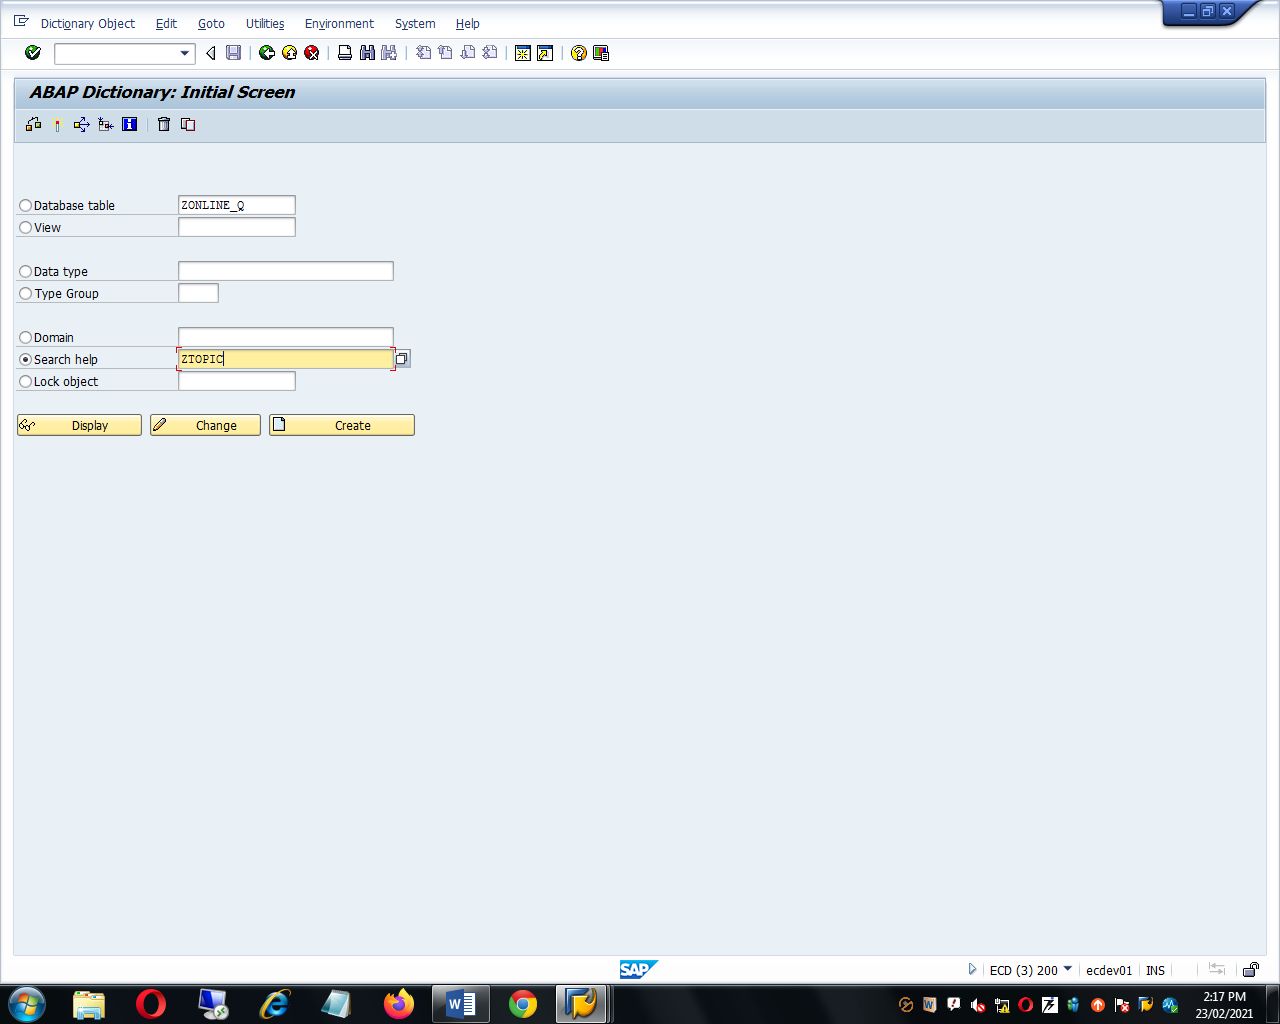 Dictionary Object Edit Goto Utilities Environment System Help
ABAP Dictionary: Initial Screen
Database table ZONLINE_Q
View
Data type
Type Group
Domain
Search help ZTOPIC
Lock object
Display Change Create
SAP ECD (3) 200 ecdev01 INS
2:17 PM
23/02/2021